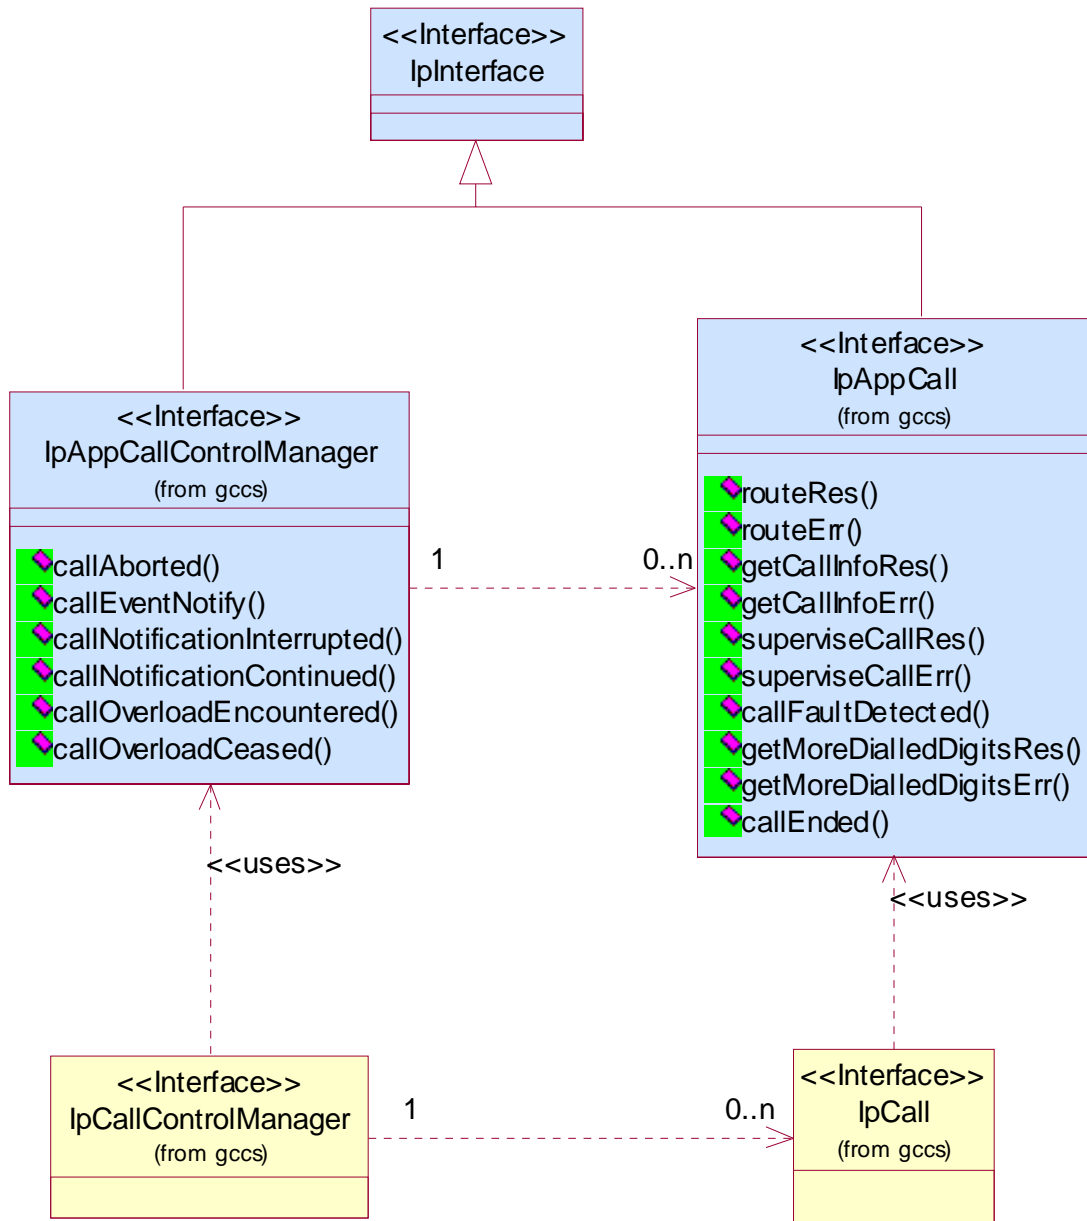 <<Interface>>
IpInterface
<<Interface>>
IpAppCall
(from gccs)
routeRes()
routeErr()
getCallInfoRes()
getCallInfoErr()
superviseCallRes()
superviseCallErr()
callFaultDetected()
getMoreDialledDigitsRes()
getMoreDialledDigitsErr()
callEnded()
<<Interface>>
IpAppCallControlManager
(from gccs)
callAborted()
callEventNotify()
callNotificationInterrupted()
callNotificationContinued()
callOverloadEncountered()
callOverloadCeased()
1
0..n
<<uses>>
<<uses>>
<<Interface>>
IpCallControlManager
(from gccs)
1
0..n
<<Interface>>
IpCall
(from gccs)